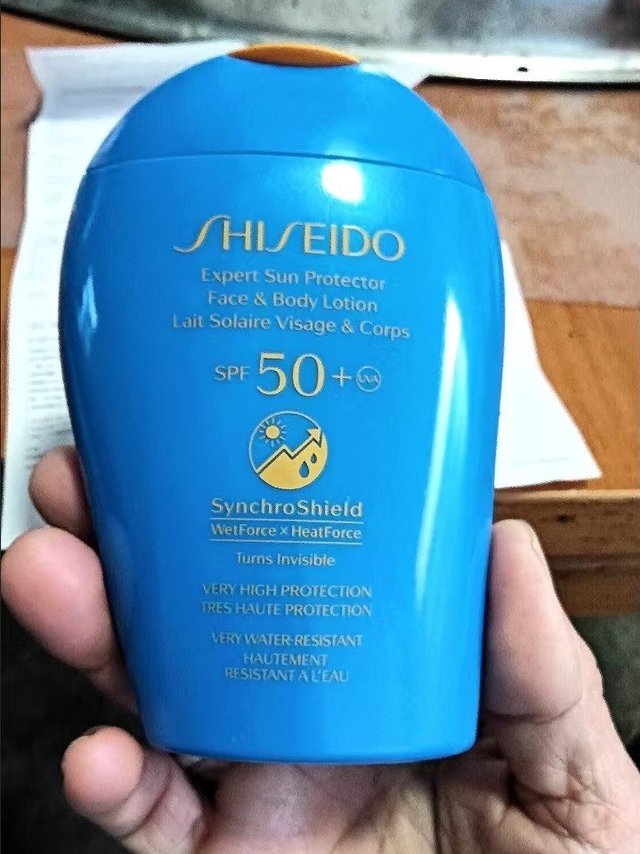 SHISEIDO
Expert Sun Protector
Face & Body Lotion
Lait Solaire Visage & Corps
SPF 50+ UVA
SynchroShield
WetForce × HeatForce
Turns Invisible
VERY HIGH PROTECTION
TRES HAUTE PROTECTION
VERY WATER-RESISTANT
HAUTEMENT
RESISTANT A L'EAU